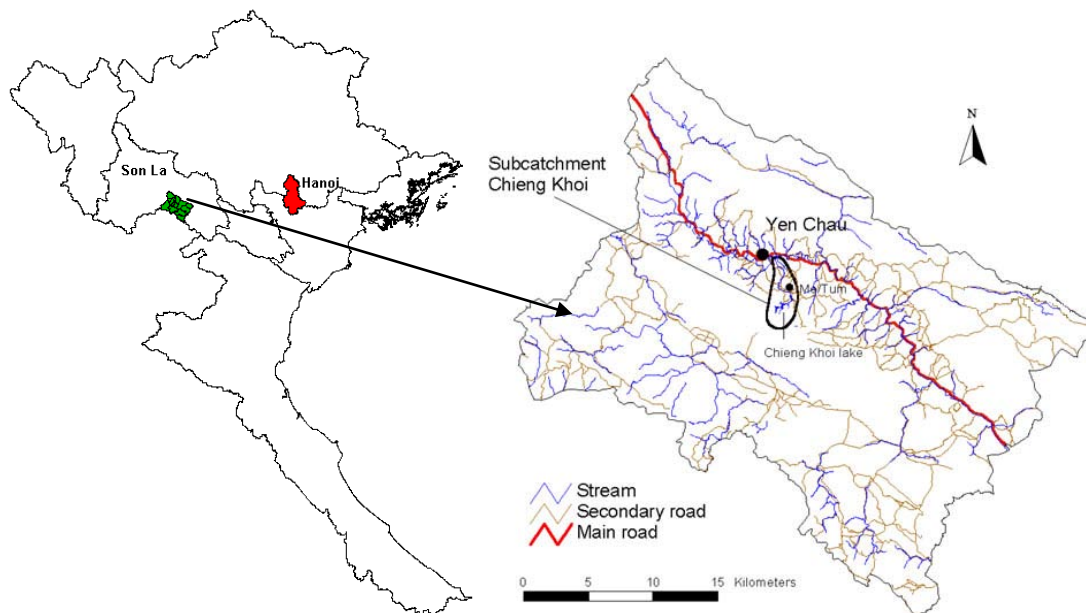 Son La
Hanoi
N
Subcatchment
Chieng Khoi
Yen Chau
Me/Tum
Chieng Khoi lake
Stream
Secondary road
Main road
0 5 10 15 Kilometers